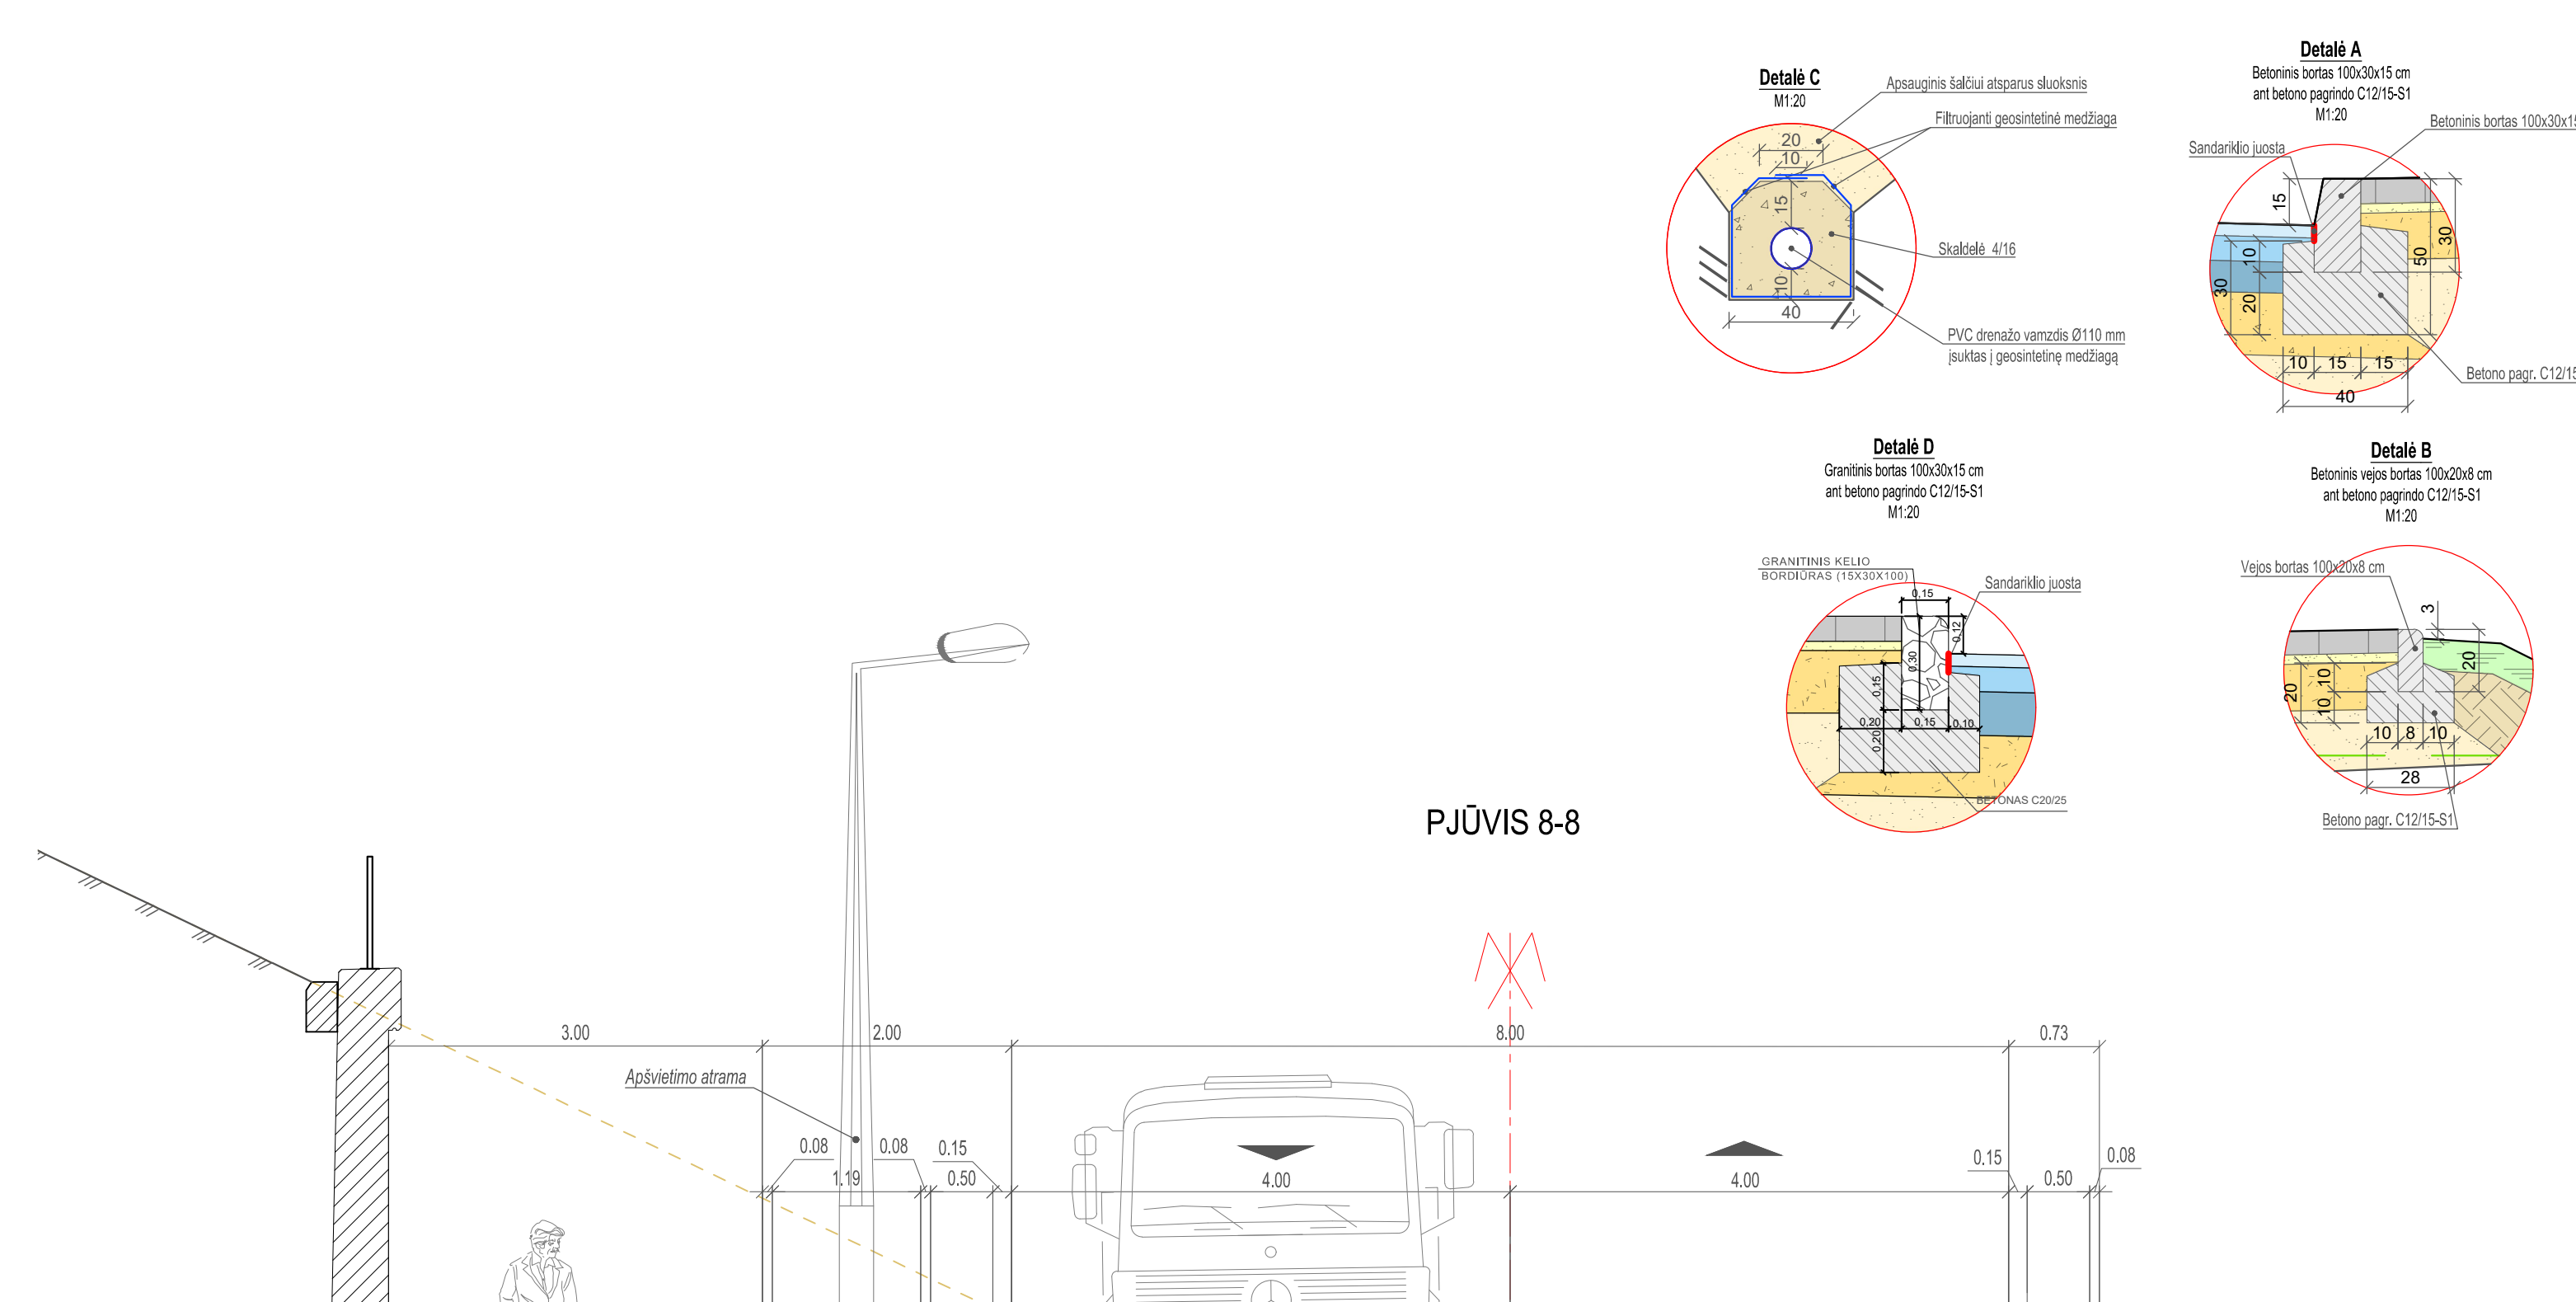 Detalė C
M1:20
Apsauginis šalčiui atsparus sluoksnis
Filtruojanti geosintetinė medžiaga
20
10
15
10
40
Skaldelė 4/16
PVC drenažo vamzdis Ø110 mm
įsuktas į geosintetinę medžiagą
Detalė A
Betoninis bortas 100x30x15 cm
ant betono pagrindo C12/15-S1
M1:20
Betoninis bortas 100x30x15
Sandariklio juosta
15
10
30
20
50
30
10
15
15
40
Betono pagr. C12/15
Detalė D
Granitinis bortas 100x30x15 cm
ant betono pagrindo C12/15-S1
M1:20
GRANITINIS KELIO
BORDIŪRAS (15X30X100)
Sandariklio juosta
0,15
0,12
0,30
0,15
0,20
0,15
0,10
0,20
BETONAS C20/25
Detalė B
Betoninis vejos bortas 100x20x8 cm
ant betono pagrindo C12/15-S1
M1:20
Vejos bortas 100x20x8 cm
3
20
20
10
10
10
8
10
28
Betono pagr. C12/15-S1
PJŪVIS 8-8
3.00
2.00
8.00
0.73
Apšvietimo atrama
0.08
0.08
0.15
1.19
0.50
4.00
4.00
0.15
0.50
0.08